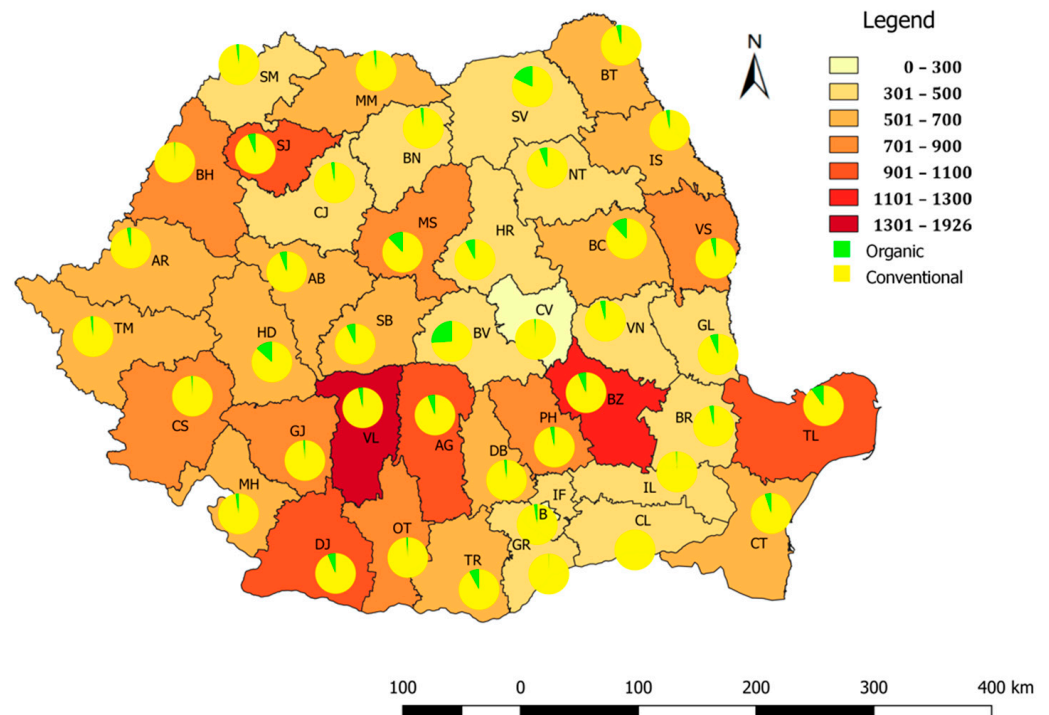 Legend
N
0 – 300
301 – 500
501 – 700
701 – 900
901 – 1100
1101 – 1300
1301 – 1926
Organic
Conventional
SM
MM
BT
SV
SJ
BN
IS
BH
NT
CJ
MS
HR
VS
BC
AR
AB
CV
TM
HD
SB
BV
VN
GL
CS
GJ
VL
AG
PH
BZ
BR
TL
DB
MH
IL
IF
B
OT
DJ
GR
CL
CT
TR
100 0 100 200 300 400 km